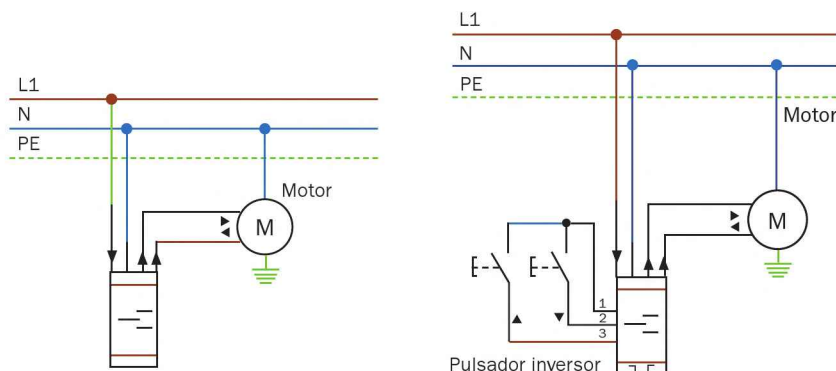 L1
N
PE
Motor
M
L1
N
PE
Motor
M
1
2
3
Pulsador inversor